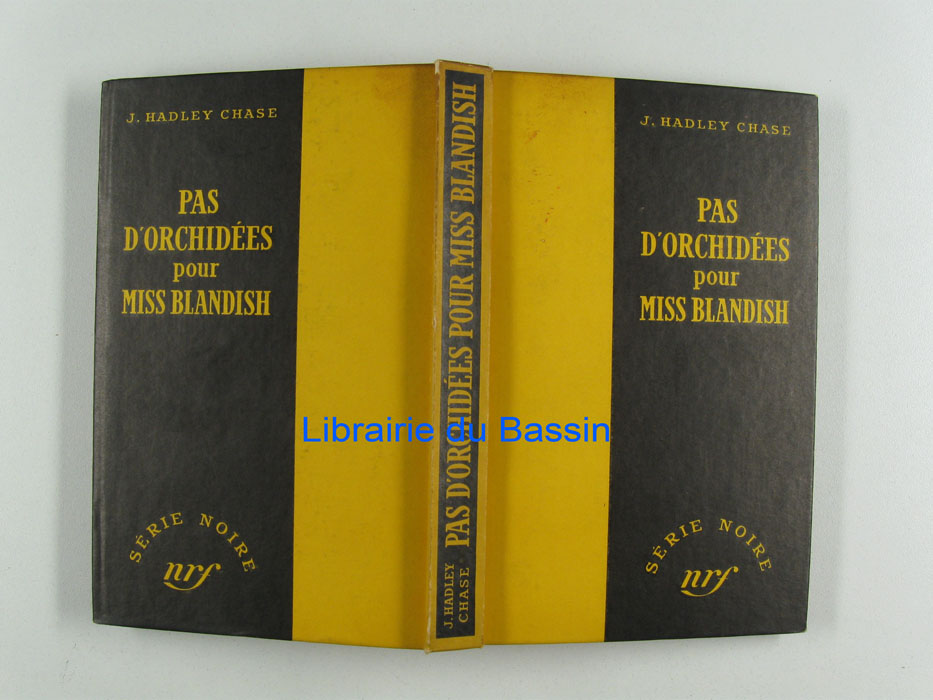 J. HADLEY CHASE
PAS
D'ORCHIDÉES
pour
MISS BLANDISH
SÉRIE NOIRE
nrf
J. HADLEY
CHASE
PAS D'ORCHIDÉES POUR MISS BLANDISH
J. HADLEY CHASE
PAS
D'ORCHIDÉES
pour
MISS BLANDISH
SÉRIE NOIRE
nrf
Librairie du Bassin